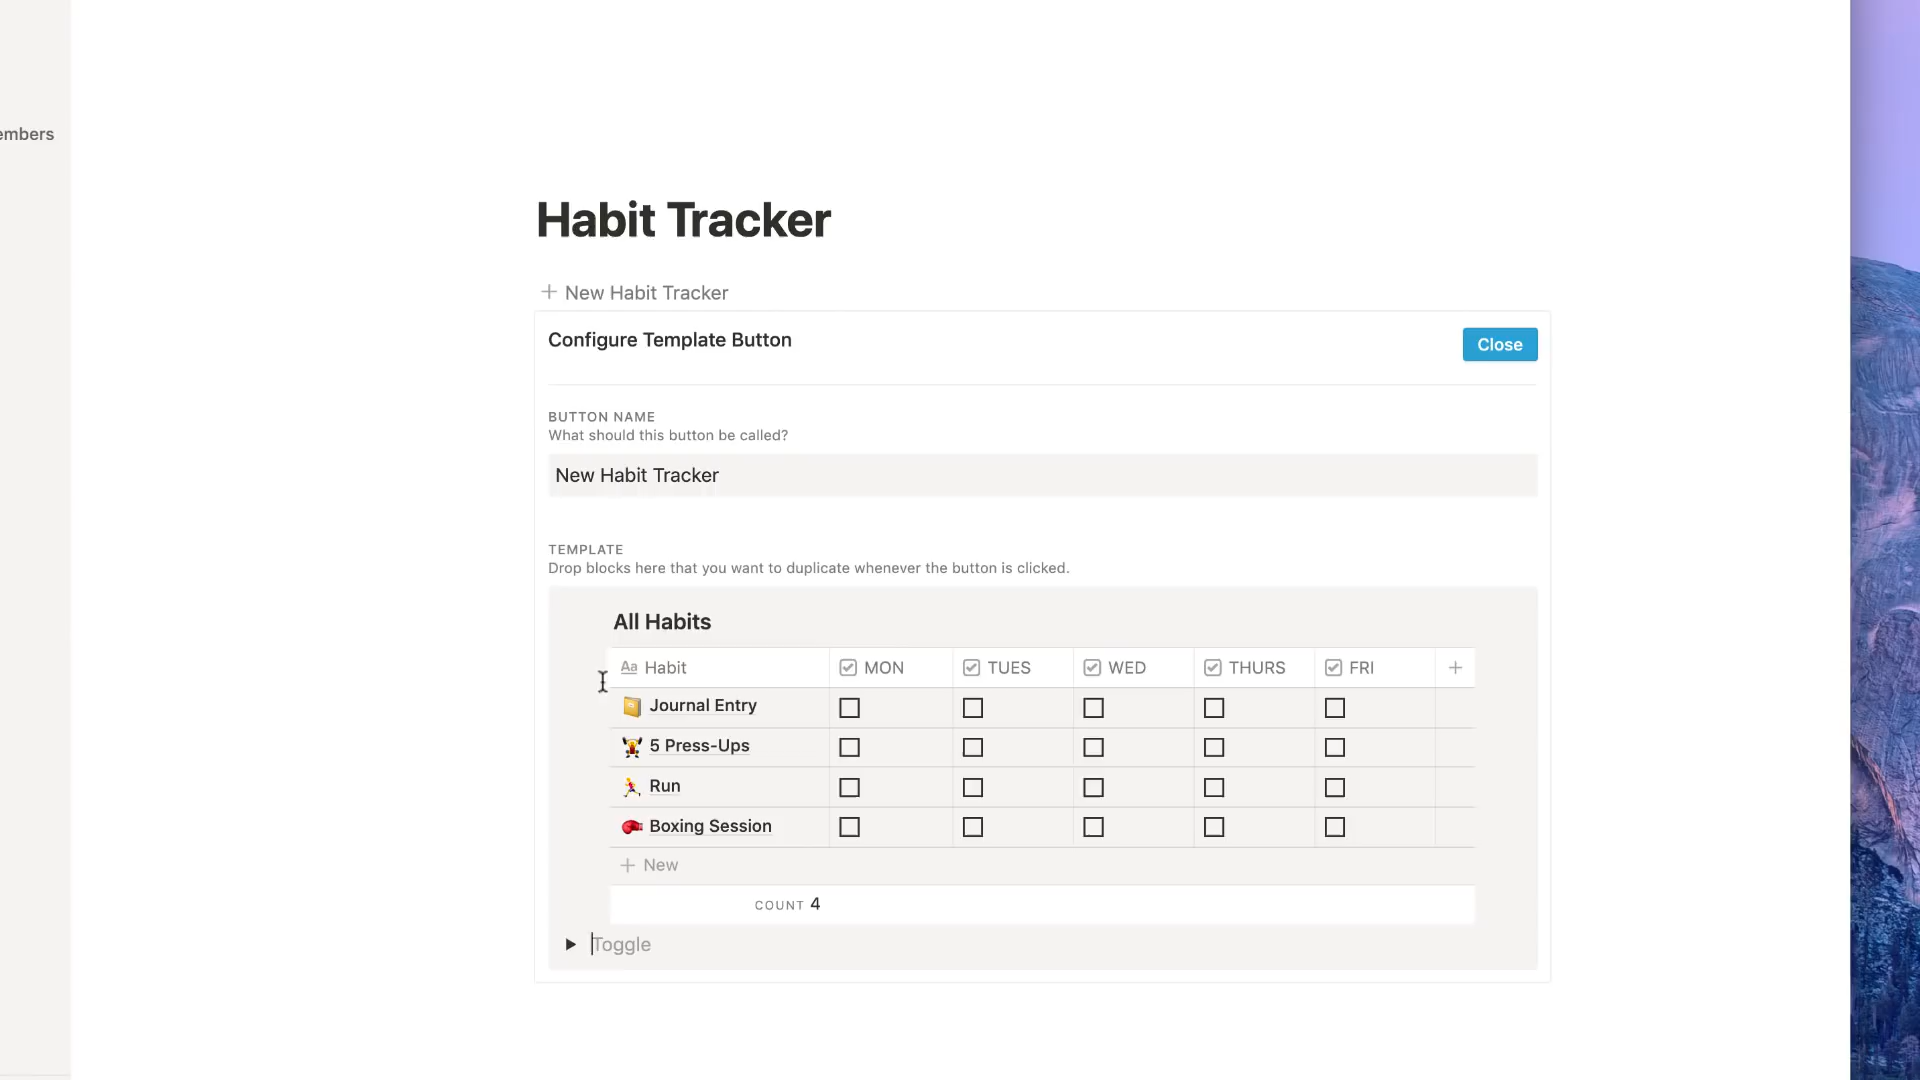 embers
Habit Tracker
New Habit Tracker
Configure Template Button
Close
BUTTON NAME
What should this button be called?
New Habit Tracker
TEMPLATE
Drop blocks here that you want to duplicate whenever the button is clicked.
All Habits
Aa Habit MON TUES WED THURS FRI
Journal Entry
5 Press-Ups
Run
Boxing Session
New
COUNT 4
Toggle